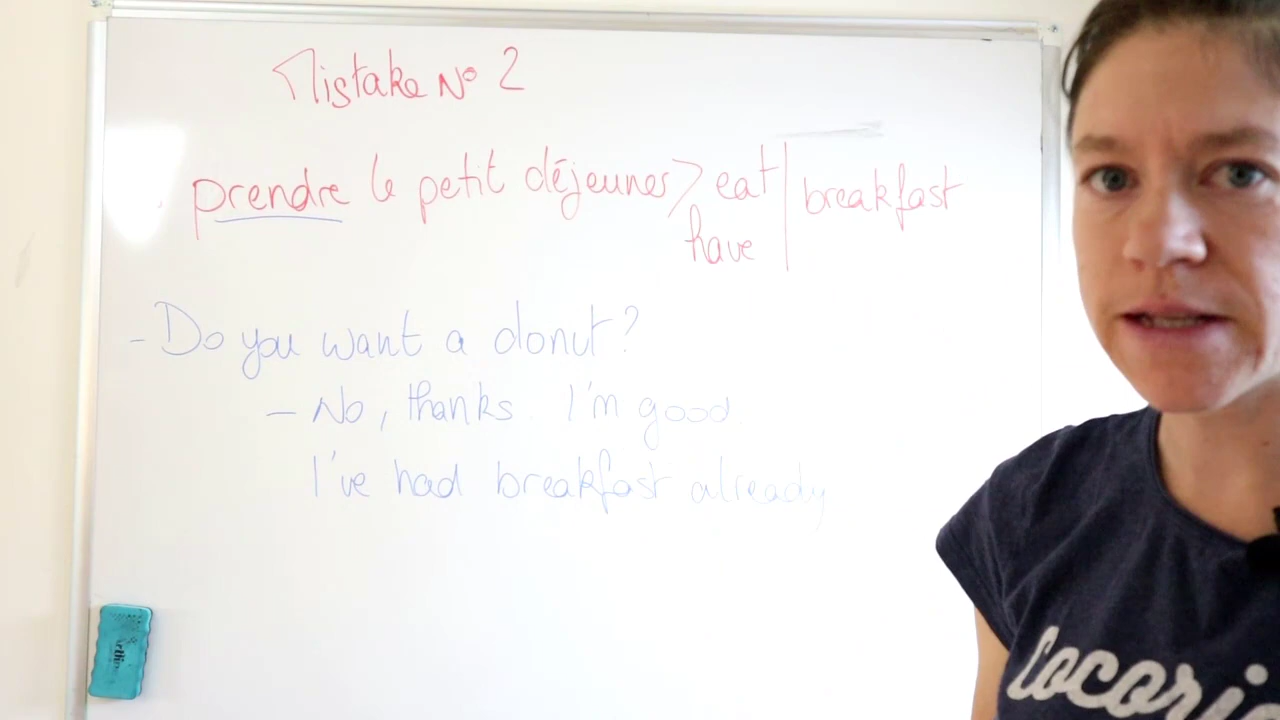 Mistake N° 2
prendre le petit déjeuner > eat | breakfast
have
- Do you want a donut?
- No, thanks. I'm good.
I've had breakfast already
Cocori